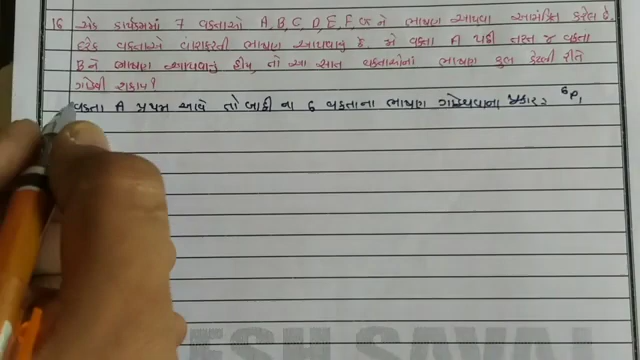 16 એક કાર્યક્રમમાં 7 વક્તાઓ A, B, C, D, E, F, G ને ભાષણ આપવા આમંત્રિત કરેલ છે.
દરેક વક્તાએ વારાફરતી ભાષણ આપવાનું છે. જો વક્તા A પછી તરત જ વક્તા
B ને ભાષણ આપવાનું હોય, તો આ સાત વક્તાઓનાં ભાષણ કુલ કેટલી રીતે
ગોઠવી શકાય?
વક્તા A પ્રથમ આવે તો બાકી ના 6 વક્તાના ભાષણ ગોઠવવાના પ્રકાર = ⁶P₁